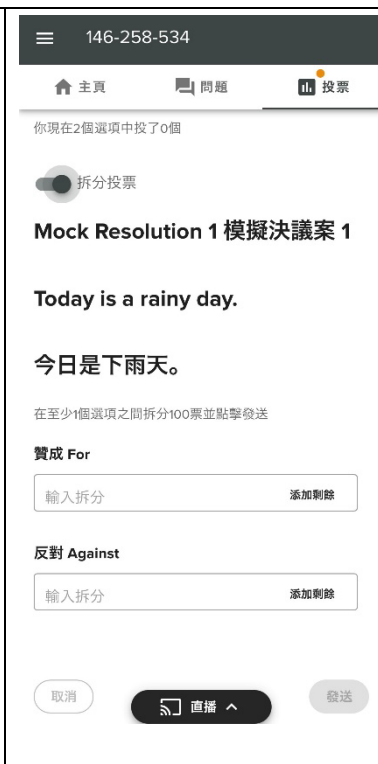 146-258-534
主頁
問題
投票
你現在2個選項中投了0個
拆分投票
Mock Resolution 1 模擬決議案 1
Today is a rainy day.
今日是下雨天。
在至少1個選項之間拆分100票並點擊發送
贊成 For
輸入拆分 添加剩餘
反對 Against
輸入拆分 添加剩餘
取消
直播
發送